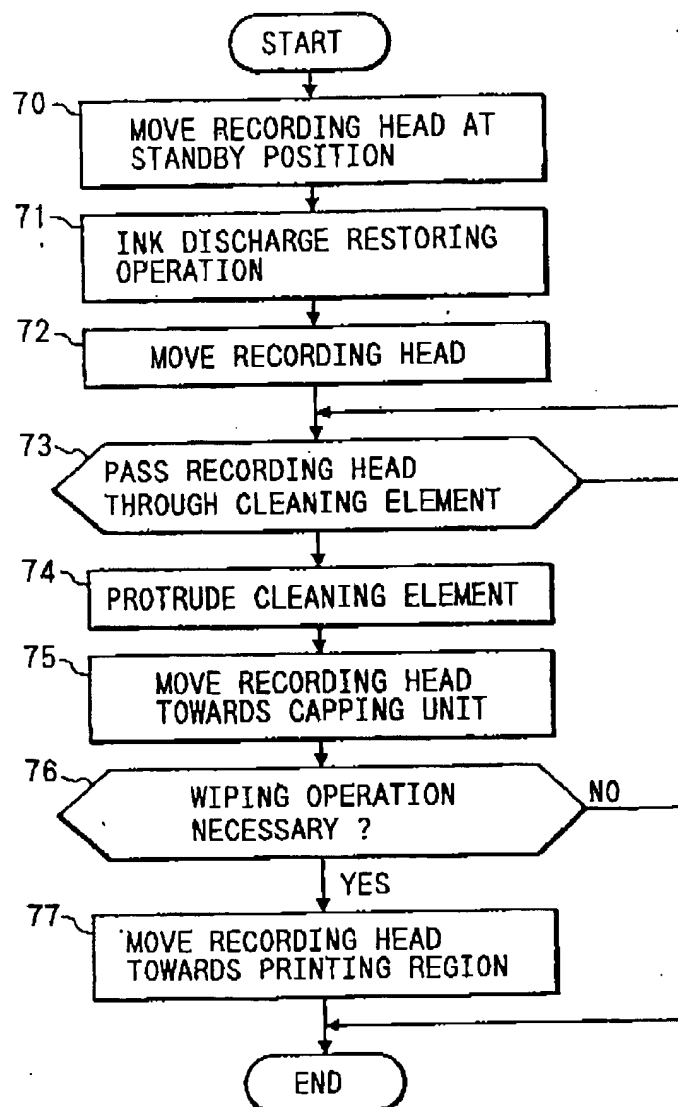 START
70
MOVE RECORDING HEAD AT
STANDBY POSITION
71
INK DISCHARGE RESTORING
OPERATION
72
MOVE RECORDING HEAD
73
PASS RECORDING HEAD
THROUGH CLEANING ELEMENT
74
PROTRUDE CLEANING ELEMENT
75
MOVE RECORDING HEAD
TOWARDS CAPPING UNIT
76
WIPING OPERATION
NECESSARY ?
NO
YES
77
MOVE RECORDING HEAD
TOWARDS PRINTING REGION
END